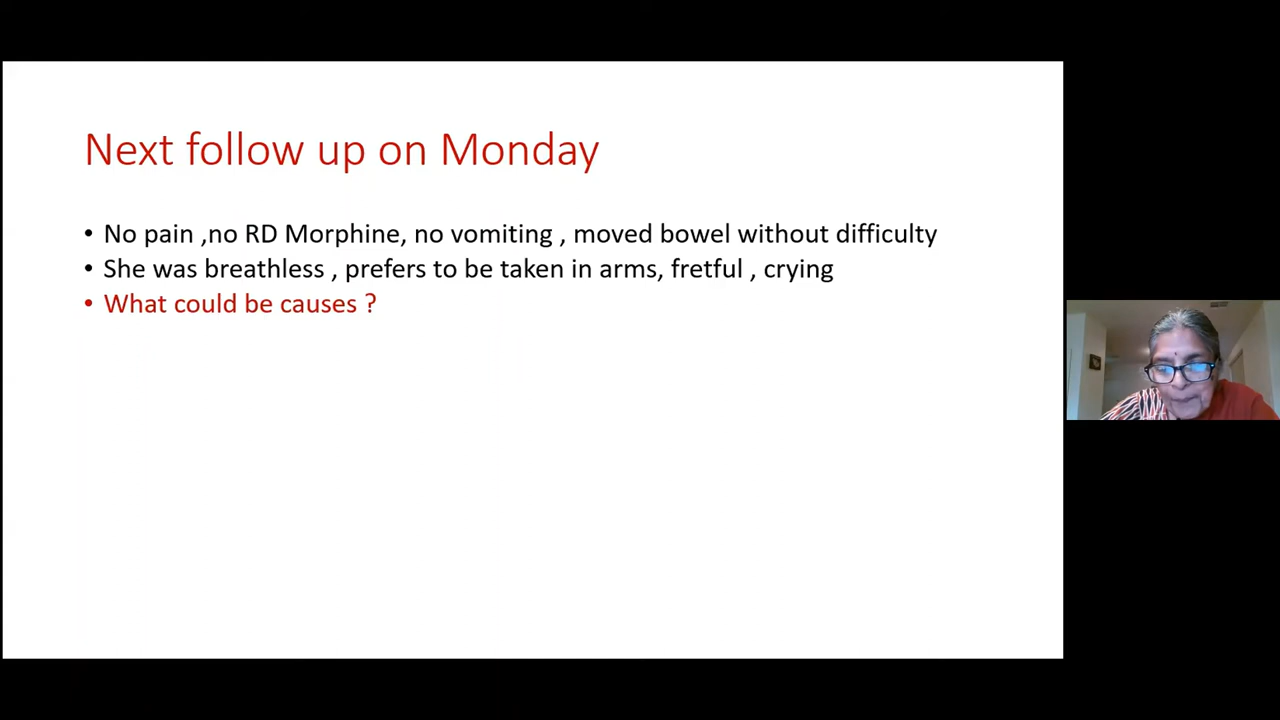 Next follow up on Monday
• No pain ,no RD Morphine, no vomiting , moved bowel without difficulty
• She was breathless , prefers to be taken in arms, fretful , crying
• What could be causes ?